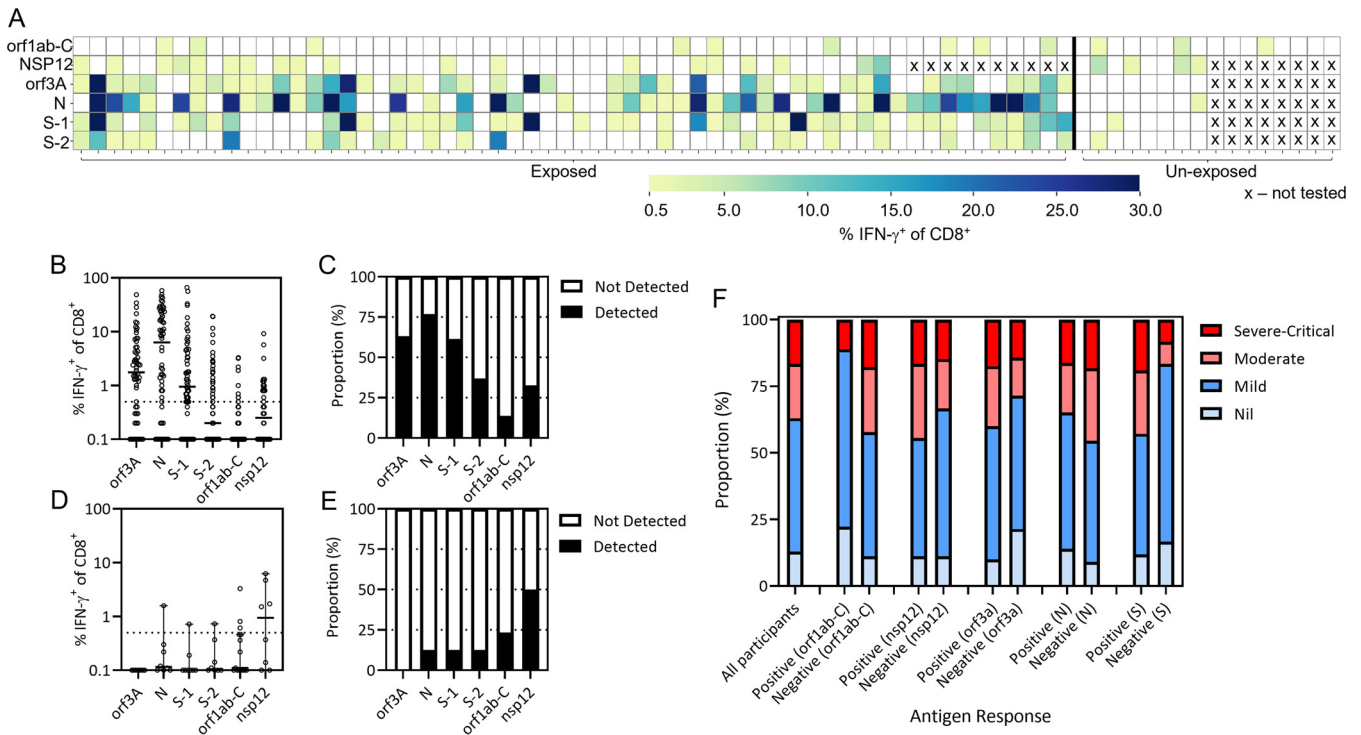 A
orf1ab-C
NSP12
x x x x x x x x x x
orf3A
x x x x x x x x
N
x x x x x x x x
S-1
x x x x x x x x
S-2
x x x x x x x x
Exposed
Un-exposed
x – not tested
0.5 5.0 10.0 15.0 20.0 25.0 30.0
% IFN-γ+ of CD8+
B
% IFN-γ+ of CD8+
100
10
1
0.1
orf3A
N
S-1
S-2
orf1ab-C
nsp12
C
Proportion (%)
100
75
50
25
0
orf3A
N
S-1
S-2
orf1ab-C
nsp12
Not Detected
Detected
D
% IFN-γ+ of CD8+
100
10
1
0.1
orf3A
N
S-1
S-2
orf1ab-C
nsp12
E
Proportion (%)
100
75
50
25
0
orf3A
N
S-1
S-2
orf1ab-C
nsp12
Not Detected
Detected
F
Proportion (%)
100
75
50
25
0
All participants
Positive (orf1ab-C)
Negative (orf1ab-C)
Positive (nsp12)
Negative (nsp12)
Positive (orf3a)
Negative (orf3a)
Positive (N)
Negative (N)
Positive (S)
Negative (S)
Antigen Response
Severe-Critical
Moderate
Mild
Nil